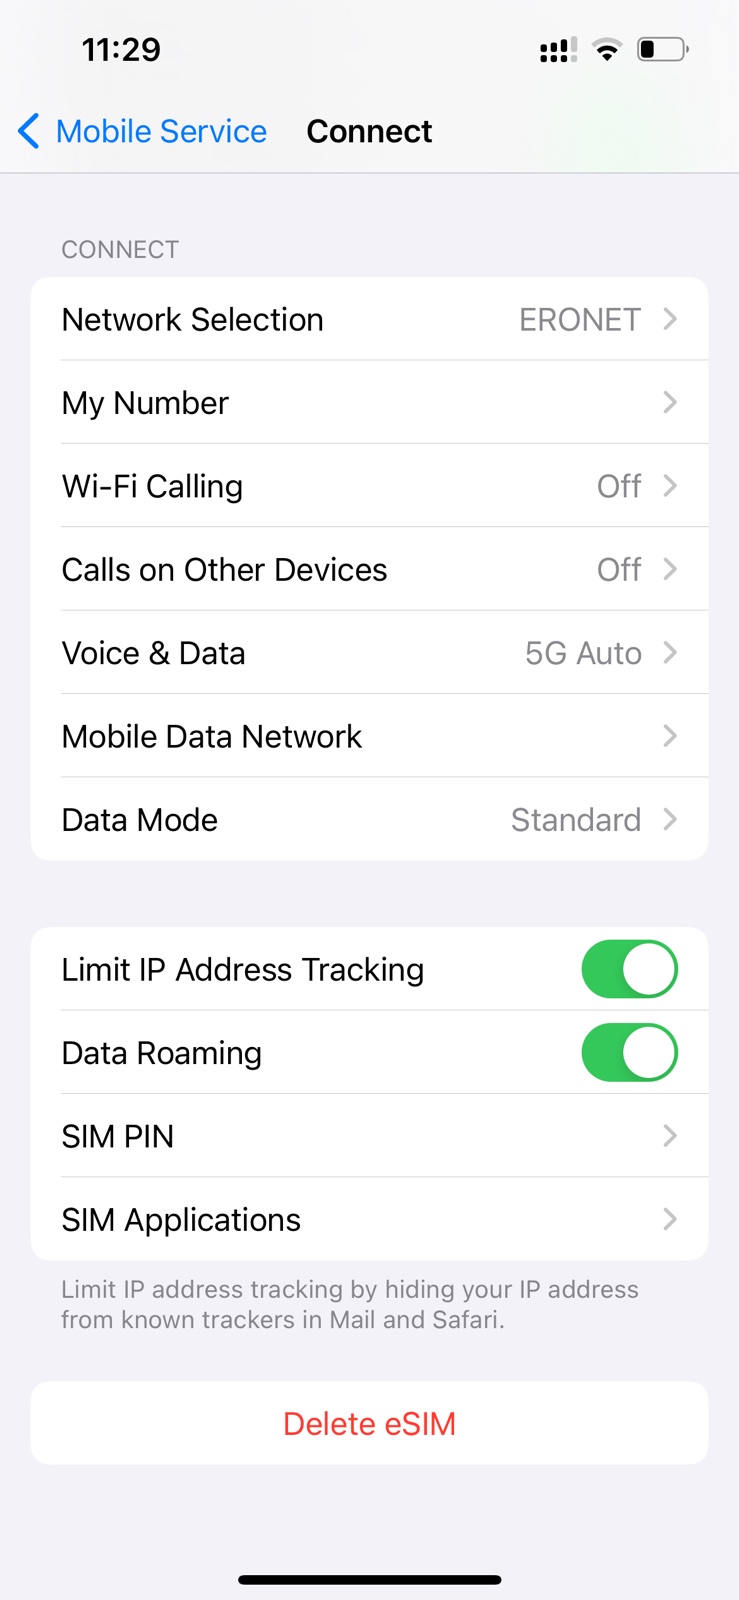 11:29
Mobile Service Connect
CONNECT
Network Selection ERONET
My Number
Wi-Fi Calling Off
Calls on Other Devices Off
Voice & Data 5G Auto
Mobile Data Network
Data Mode Standard
Limit IP Address Tracking
Data Roaming
SIM PIN
SIM Applications
Limit IP address tracking by hiding your IP address
from known trackers in Mail and Safari.
Delete eSIM